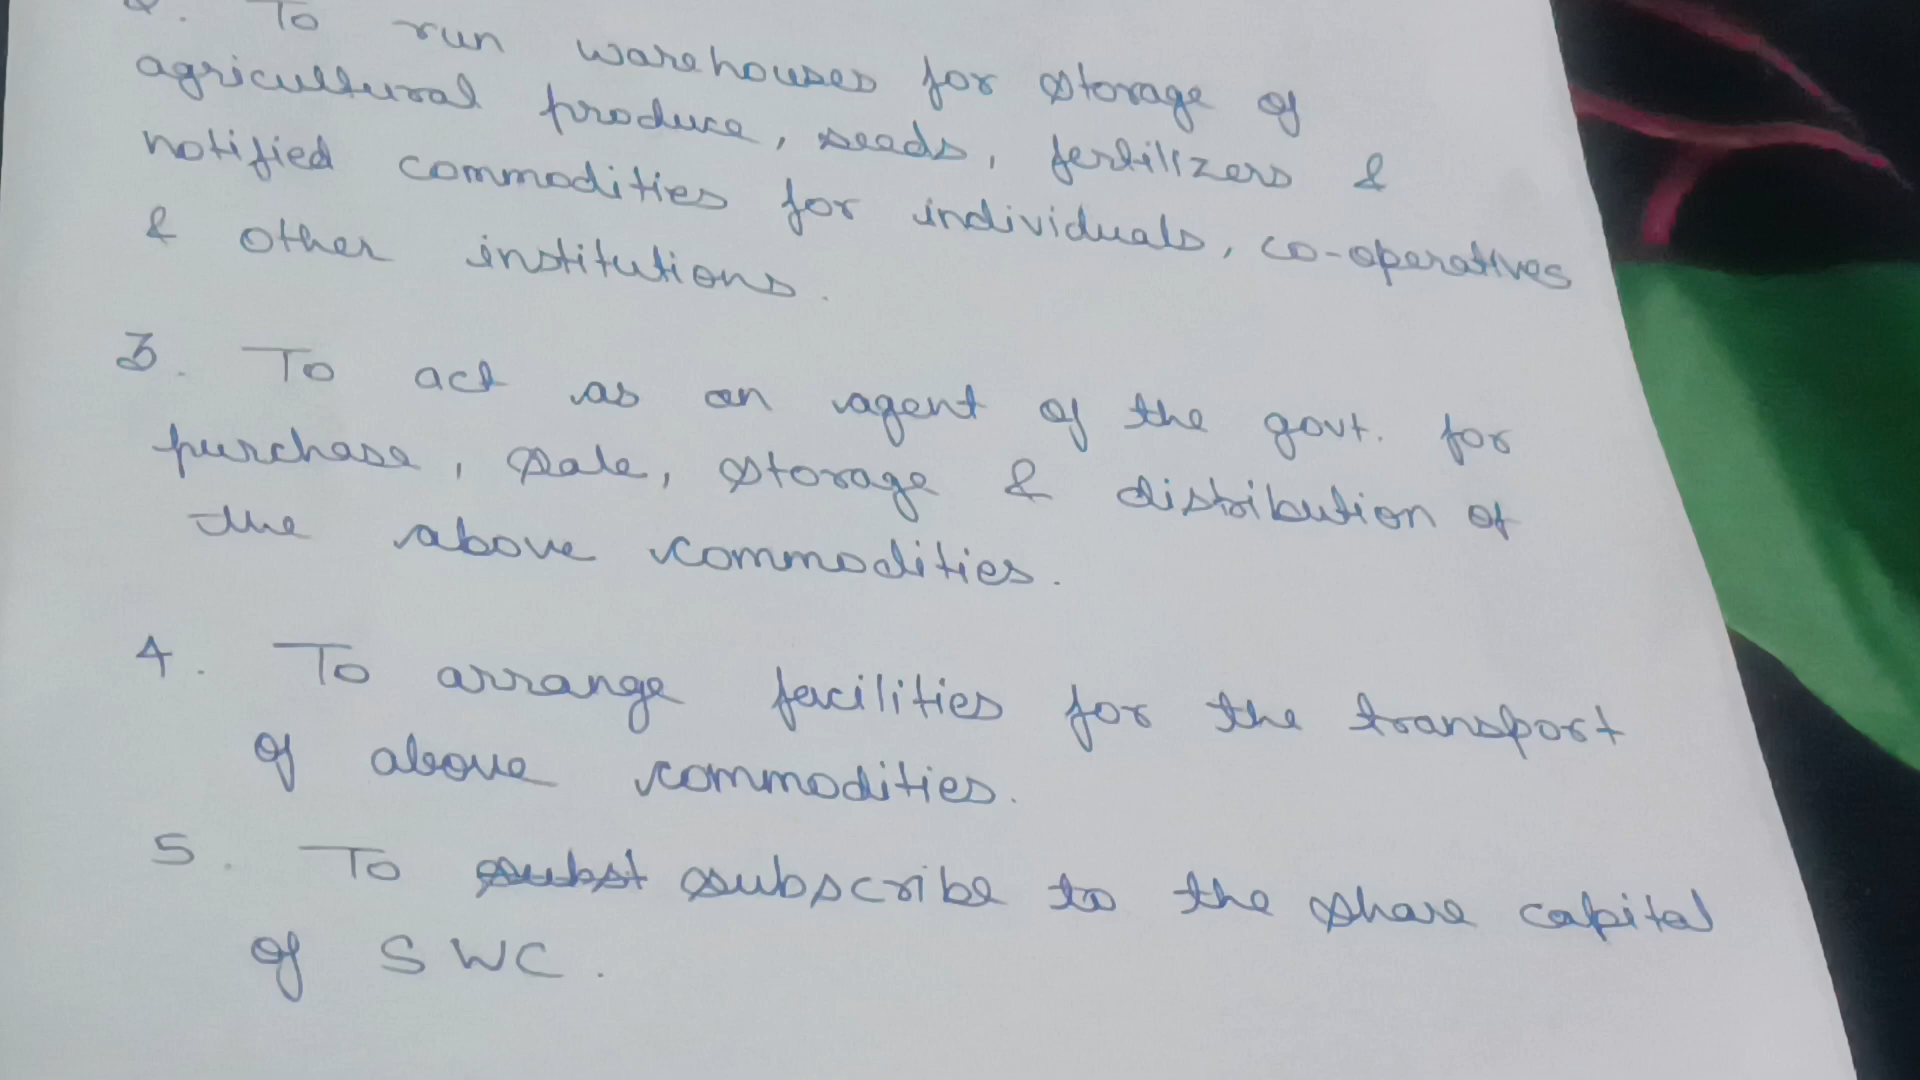 2. To run warehouses for storage of
agricultural produce, seeds, fertilizers &
notified commodities for individuals, co-operatives
& other institutions.
3. To act as an agent of the govt. for
purchase, sale, storage & distribution of
the above commodities.
4. To arrange facilities for the transport
of above commodities.
5. To subst subscribe to the share capital
of SWC.